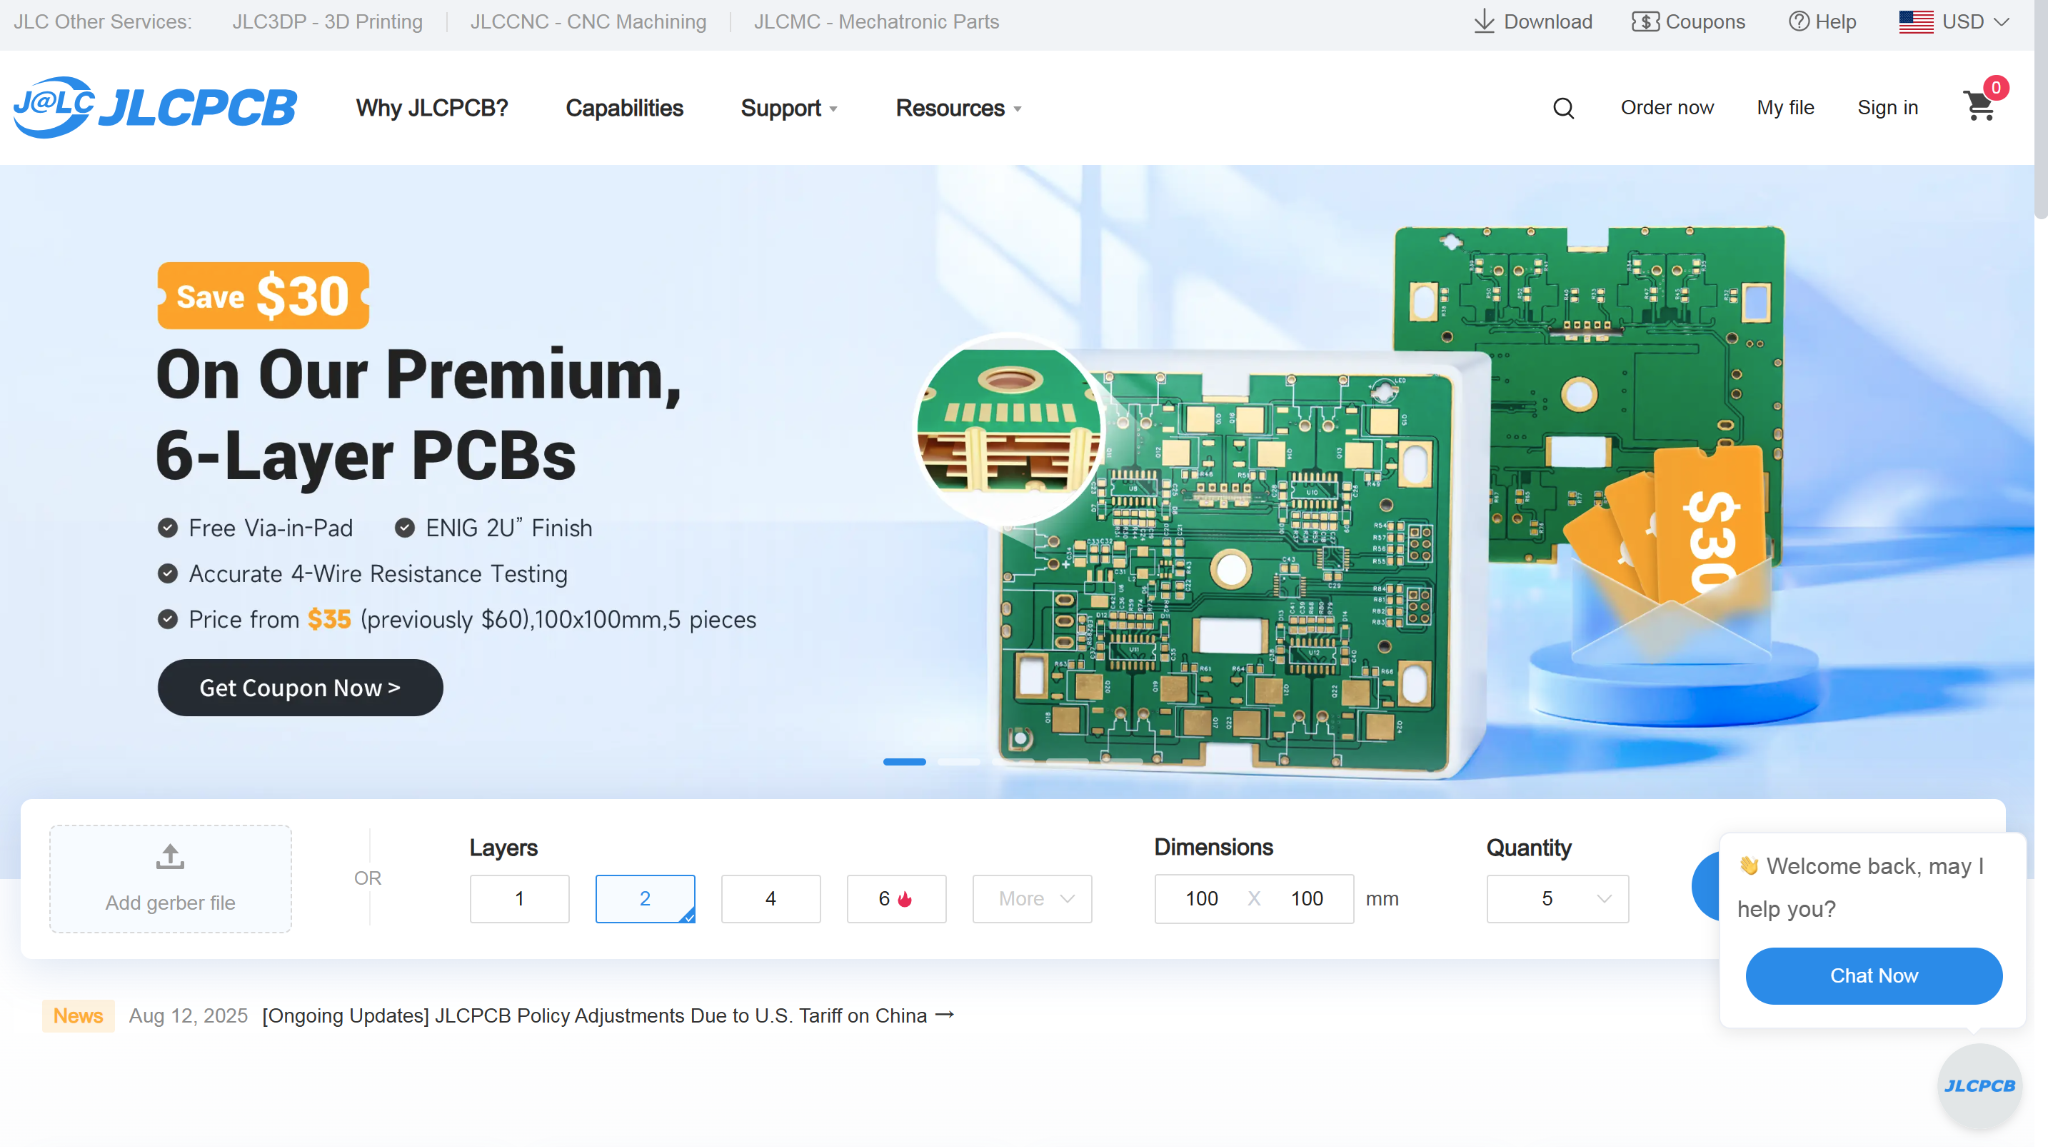 JLC Other Services:
JLC3DP - 3D Printing
JLCCNC - CNC Machining
JLCMC - Mechatronic Parts
Download
Coupons
Help
USD
J@LC JLCPCB
Why JLCPCB?
Capabilities
Support
Resources
Order now
My file
Sign in
0
Save $30
On Our Premium,
6-Layer PCBs
Free Via-in-Pad
ENIG 2U” Finish
Accurate 4-Wire Resistance Testing
Price from $35 (previously $60),100x100mm,5 pieces
Get Coupon Now >
$30
Add gerber file
OR
Layers
1
2
4
6
More
Dimensions
100 X 100 mm
Quantity
5
👋 Welcome back, may I
help you?
Chat Now
News
Aug 12, 2025
[Ongoing Updates] JLCPCB Policy Adjustments Due to U.S. Tariff on China →
JLCPCB